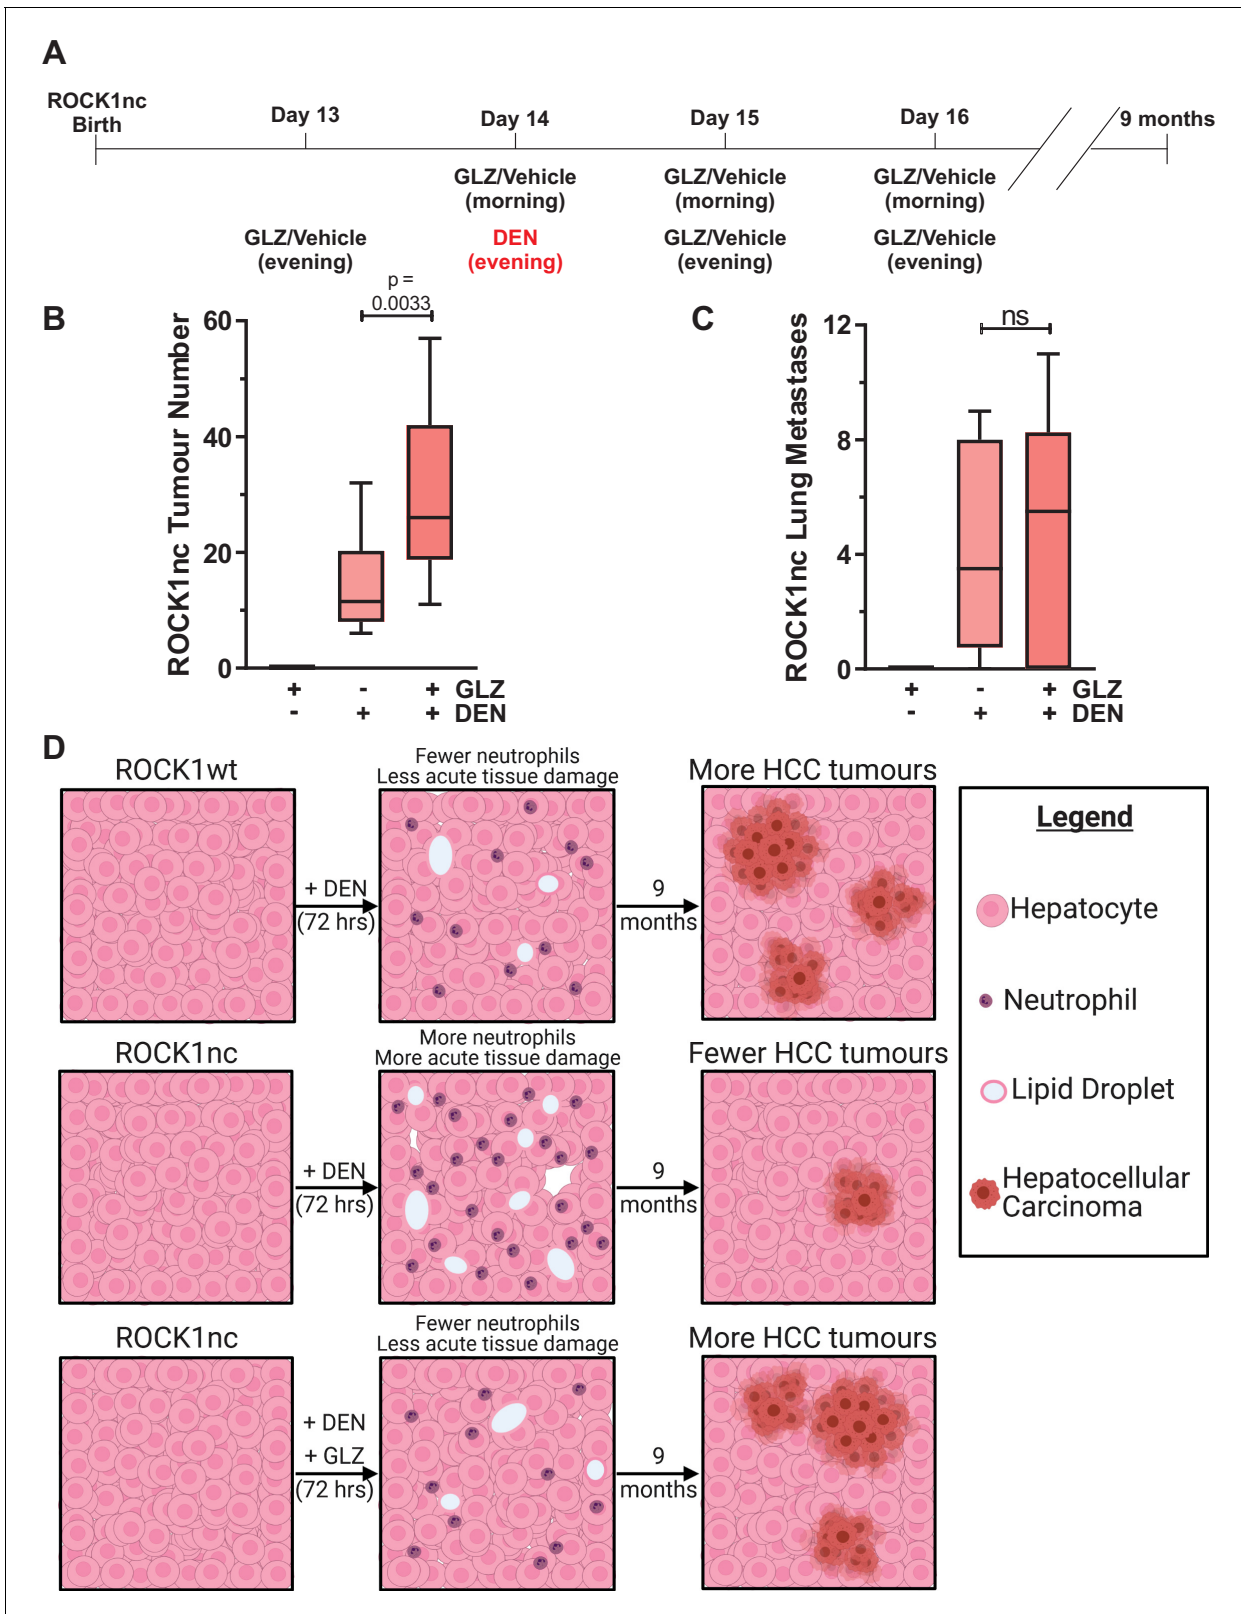 A
ROCK1nc
Birth
Day 13
Day 14
Day 15
Day 16
9 months
GLZ/Vehicle
(morning)
GLZ/Vehicle
(morning)
GLZ/Vehicle
(morning)
GLZ/Vehicle
(evening)
DEN
(evening)
GLZ/Vehicle
(evening)
GLZ/Vehicle
(evening)
B
p =
0.0033
ROCK1nc Tumour Number
60
40
20
0
+ - + GLZ
- + + DEN
C
ns
ROCK1nc Lung Metastases
12
8
4
0
+ - + GLZ
- + + DEN
D
ROCK1wt
+ DEN
(72 hrs)
Fewer neutrophils
Less acute tissue damage
9
months
More HCC tumours
ROCK1nc
+ DEN
(72 hrs)
More neutrophils
More acute tissue damage
9
months
Fewer HCC tumours
ROCK1nc
+ DEN
+ GLZ
(72 hrs)
Fewer neutrophils
Less acute tissue damage
9
months
More HCC tumours
Legend
Hepatocyte
Neutrophil
Lipid Droplet
Hepatocellular
Carcinoma